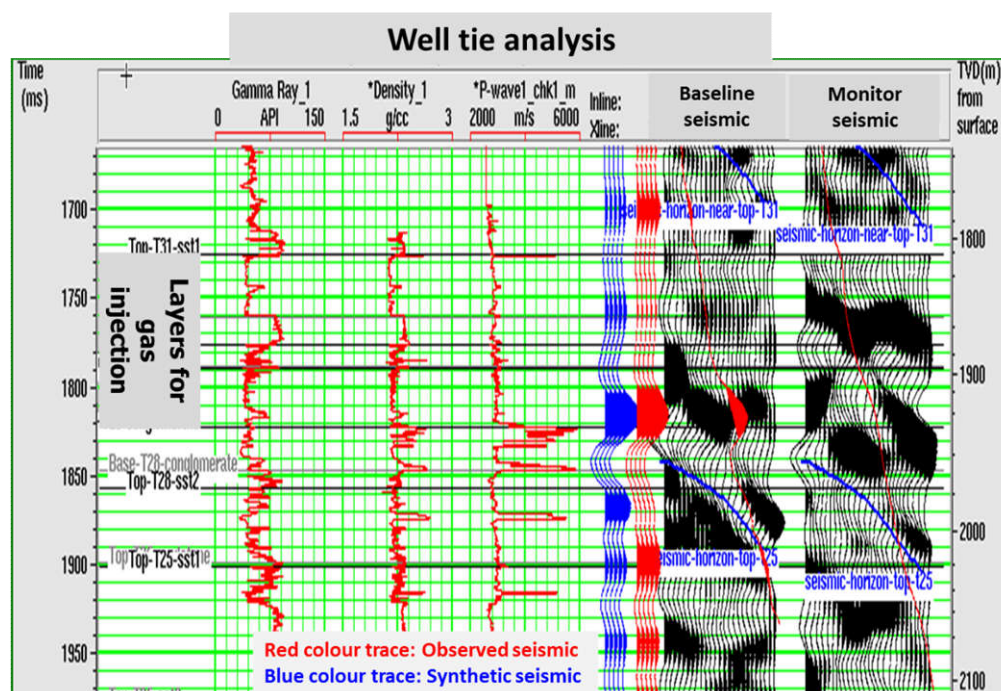 Well tie analysis
Time
(ms)
Gamma Ray_1
0 API 150
*Density_1
1.5 g/cc 3
*P-wave1_chk1_m
2000 m/s 6000
Inline:
Xline:
Baseline
seismic
Monitor
seismic
TVD(m)
from
surface
1700
1750
1800
1850
1900
1950
Top-T31-sst1
Layers for
gas
injection
Base-T28-conglomerate
Top-T28-sst2
Top-T25-sst1
seismic-horizon-near-top-T31
seismic-horizon-near-top-T31
seismic-horizon-top-t25
seismic-horizon-top-t25
1800
1900
2000
2100
Red colour trace: Observed seismic
Blue colour trace: Synthetic seismic